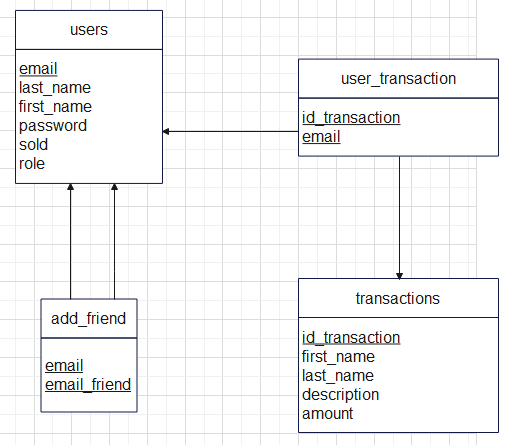 users
email
last_name
first_name
password
sold
role
user_transaction
id_transaction
email
add_friend
email
email_friend
transactions
id_transaction
first_name
last_name
description
amount